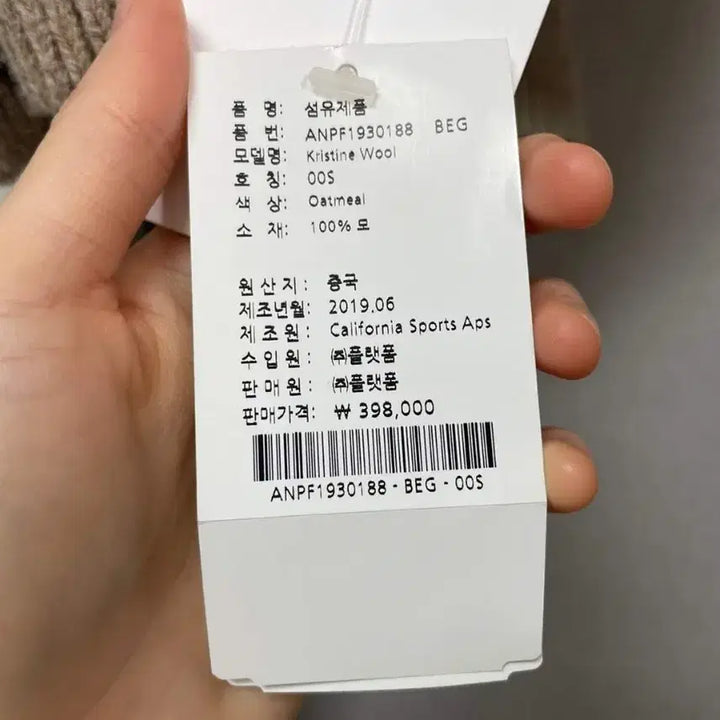 품 명: 섬유제품
품 번: ANPF1930188 BEG
모델명: Kristine Wool
호 칭: 00S
색 상: Oatmeal
소 재: 100% 모
원 산 지: 중국
제조년월: 2019.06
제 조 원: California Sports Aps
수 입 원: ㈜플랫폼
판 매 원: ㈜플랫폼
판매가격: ₩ 398,000
ANPF1930188 - BEG - 00S